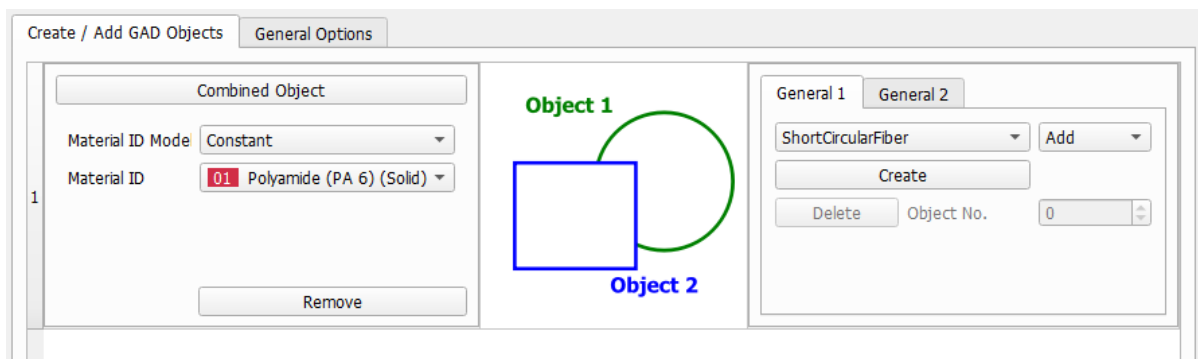 Create / Add GAD Objects
General Options
1
Combined Object
Material ID Model
Constant
Material ID
01 Polyamide (PA 6) (Solid)
Remove
Object 1
Object 2
General 1
General 2
ShortCircularFiber
Add
Create
Delete
Object No.
0